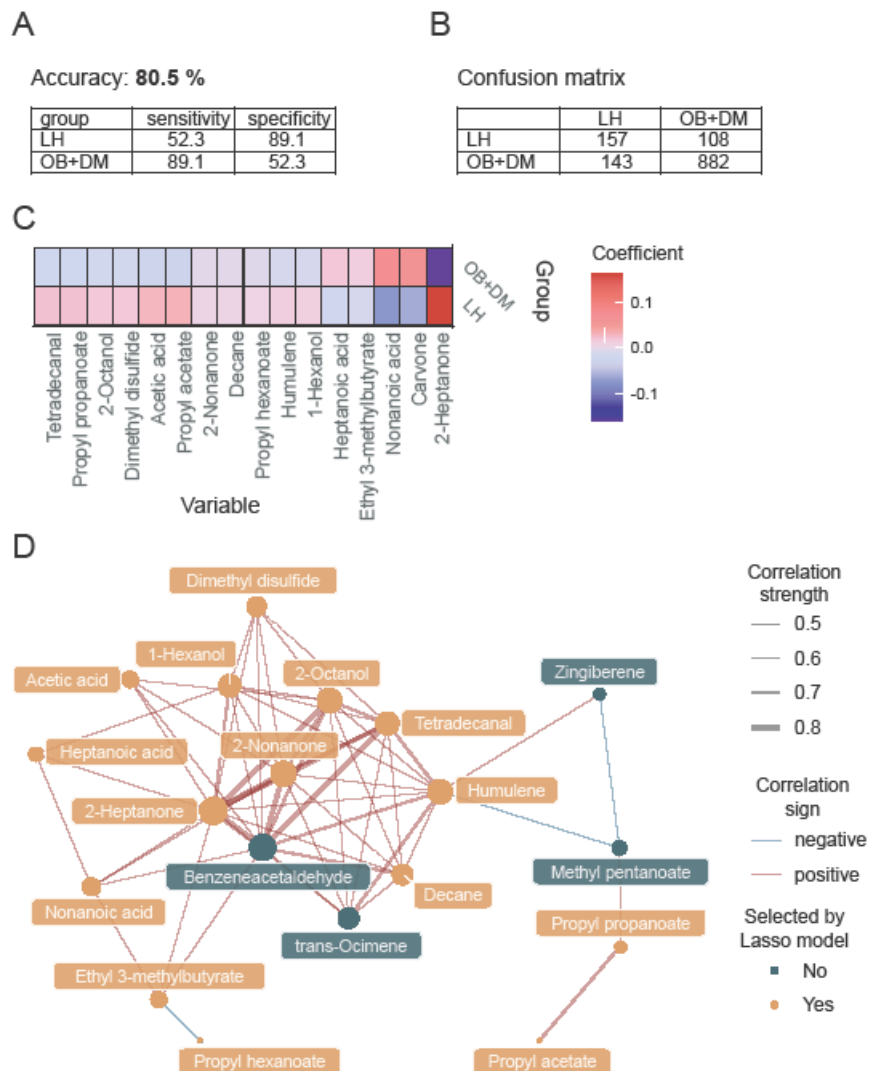 A
B
Accuracy: 80.5 %
Confusion matrix
group sensitivity specificity
LH 52.3 89.1
OB+DM 89.1 52.3
LH OB+DM
LH 157 108
OB+DM 143 882
C
OB+DM
LH
Group
Coefficient
0.1
0.0
-0.1
Tetradecanal
Propyl propanoate
2-Octanol
Dimethyl disulfide
Acetic acid
Propyl acetate
2-Nonanone
Decane
Propyl hexanoate
Humulene
1-Hexanol
Heptanoic acid
Ethyl 3-methylbutyrate
Nonanoic acid
Carvone
2-Heptanone
Variable
D
Dimethyl disulfide
1-Hexanol
2-Octanol
Acetic acid
Zingiberene
Tetradecanal
2-Nonanone
Heptanoic acid
Humulene
2-Heptanone
Benzeneacetaldehyde
Methyl pentanoate
Decane
Nonanoic acid
Propyl propanoate
trans-Ocimene
Ethyl 3-methylbutyrate
Propyl hexanoate
Propyl acetate
Correlation
strength
0.5
0.6
0.7
0.8
Correlation
sign
negative
positive
Selected by
Lasso model
No
Yes